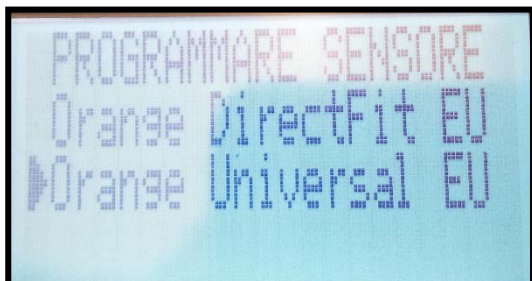 PROGRAMMARE SENSORE
Orange DirectFit EU
Orange Universal EU